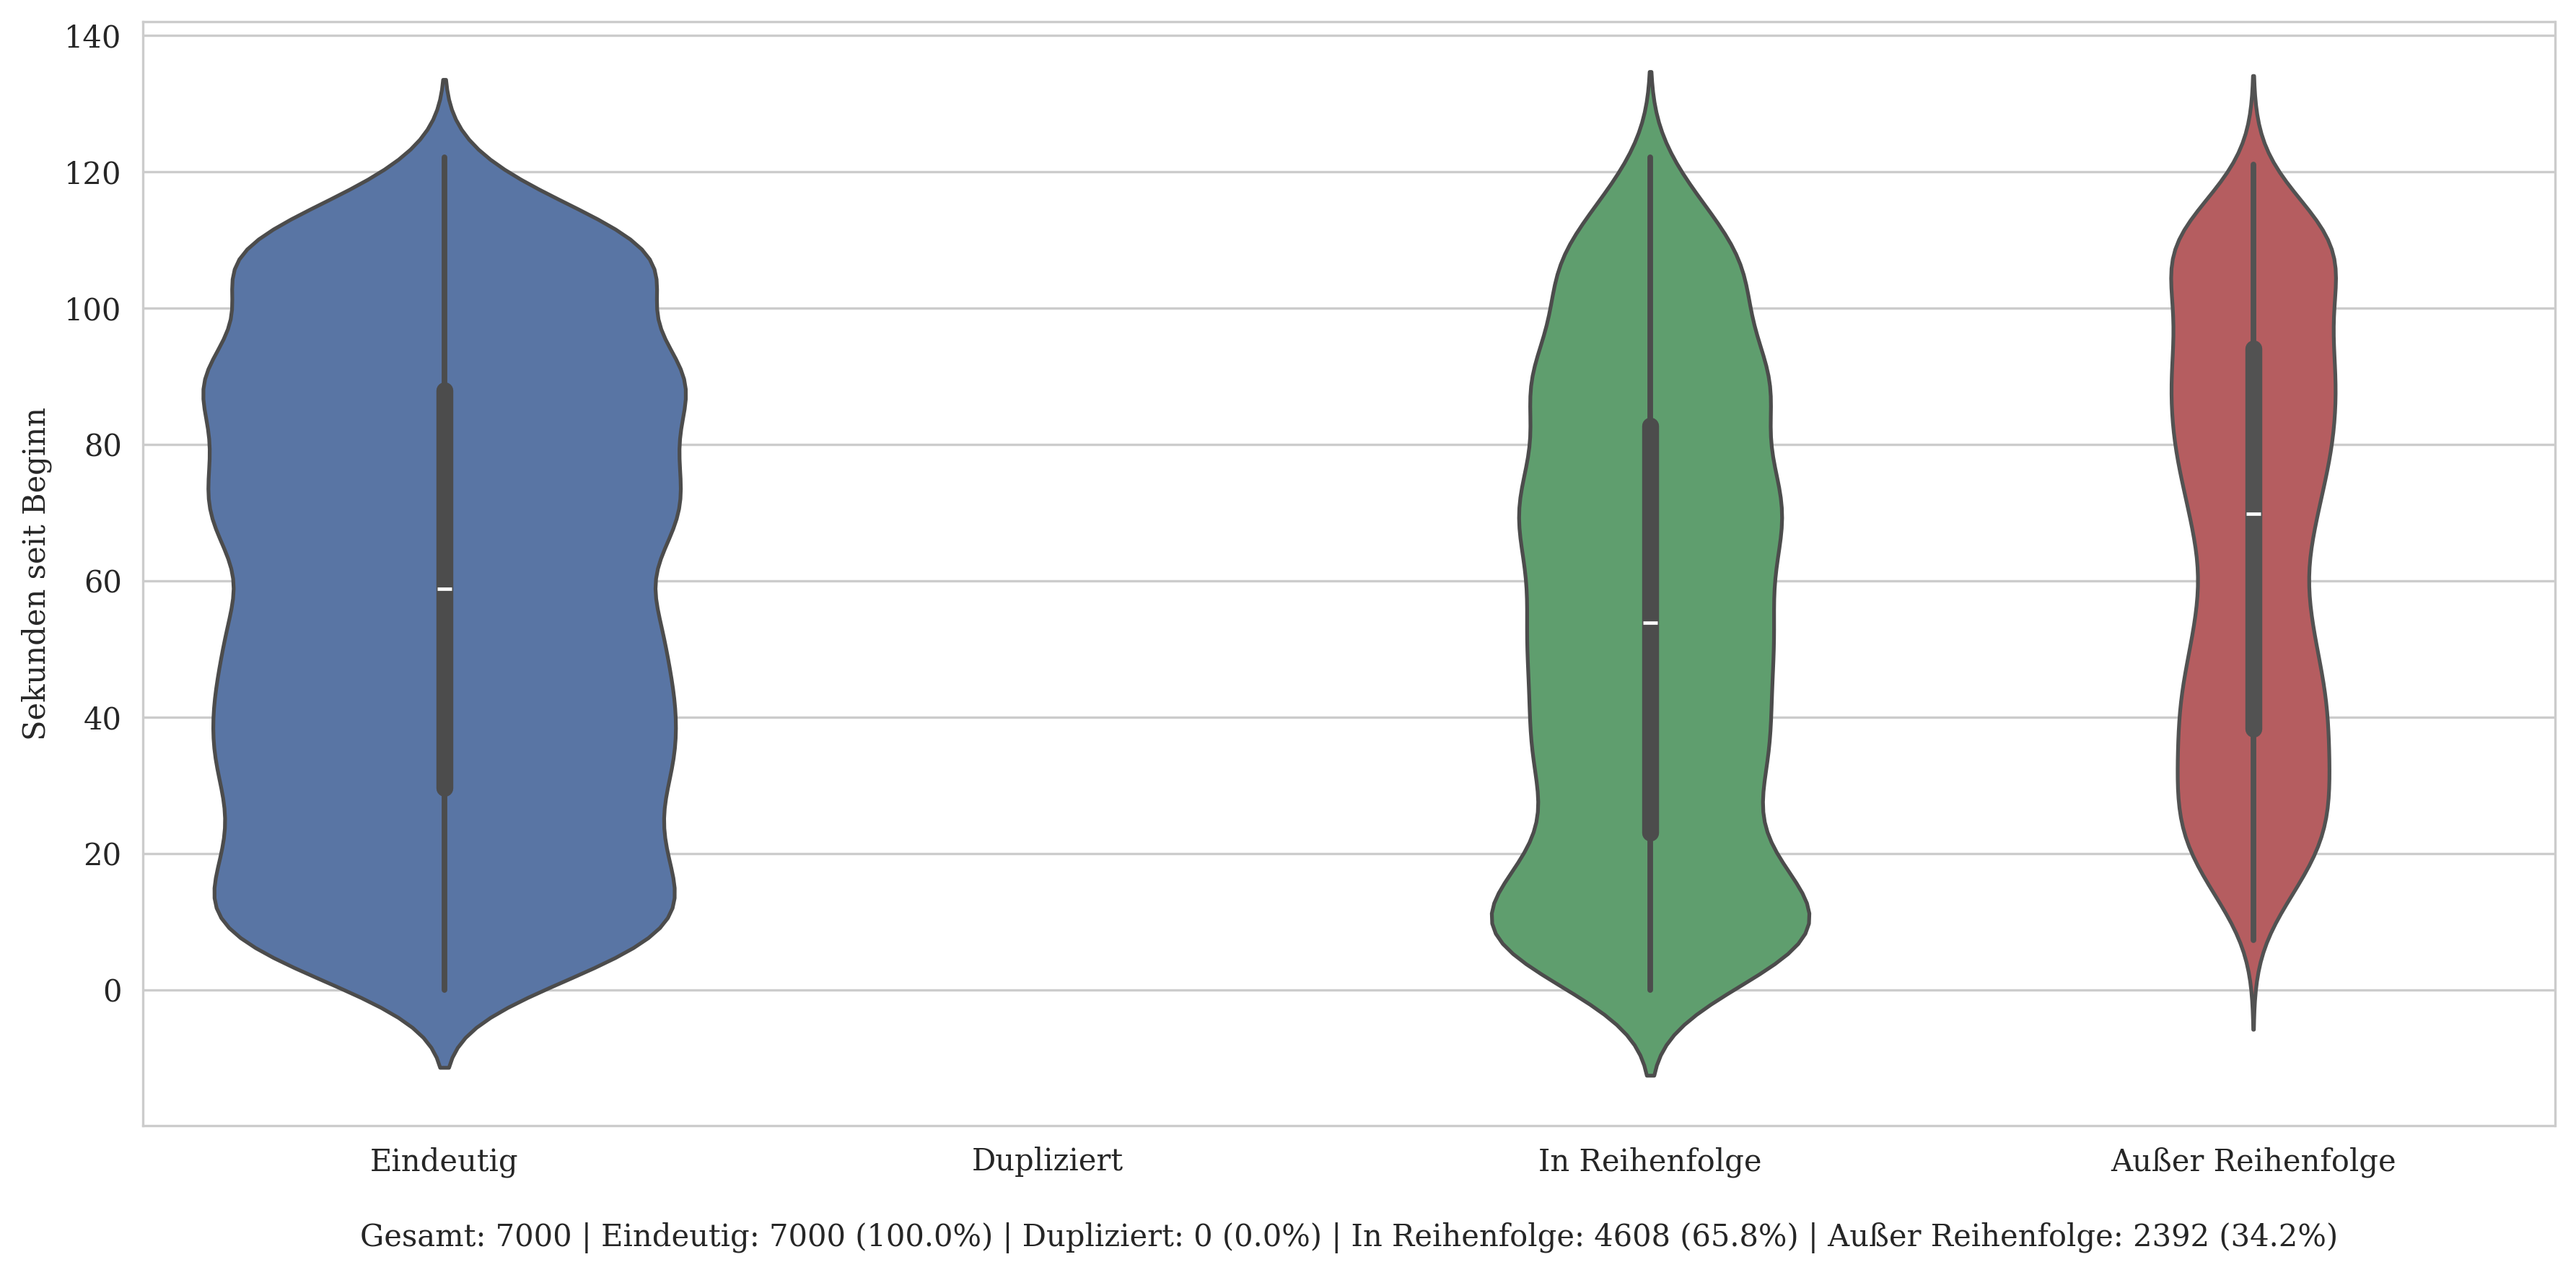 140
120
100
80
60
40
20
0
Sekunden seit Beginn
Eindeutig
Dupliziert
In Reihenfolge
Außer Reihenfolge
Gesamt: 7000 | Eindeutig: 7000 (100.0%) | Dupliziert: 0 (0.0%) | In Reihenfolge: 4608 (65.8%) | Außer Reihenfolge: 2392 (34.2%)